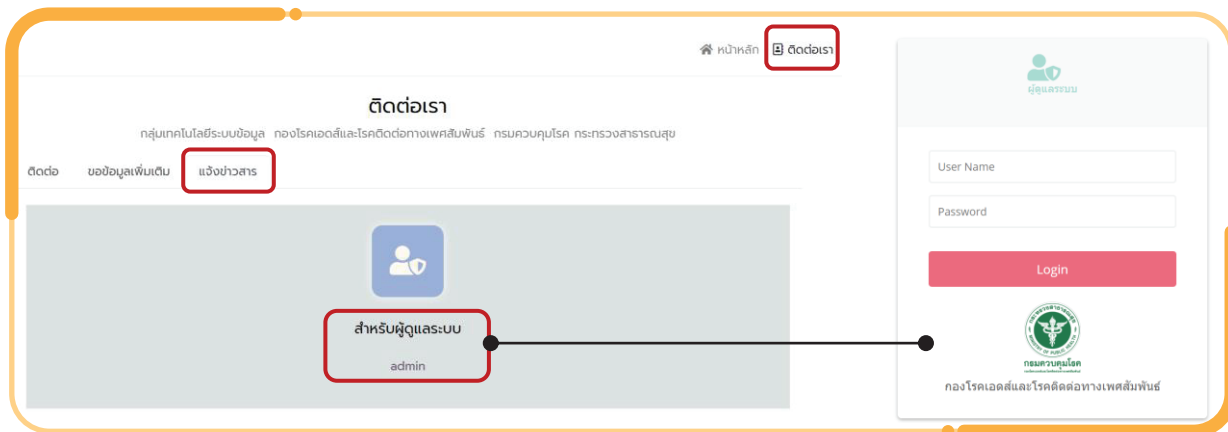 หน้าหลัก ติดต่อเรา
ติดต่อเรา
กลุ่มเทคโนโลยีระบบข้อมูล กองโรคเอดส์และโรคติดต่อทางเพศสัมพันธ์ กรมควบคุมโรค กระทรวงสาธารณสุข
ติดต่อ ขอข้อมูลเพิ่มเติม แจ้งข่าวสาร
สำหรับผู้ดูแลระบบ
admin
ผู้ดูแลระบบ
User Name
Password
Login
กรมควบคุมโรค
กองโรคเอดส์และโรคติดต่อทางเพศสัมพันธ์